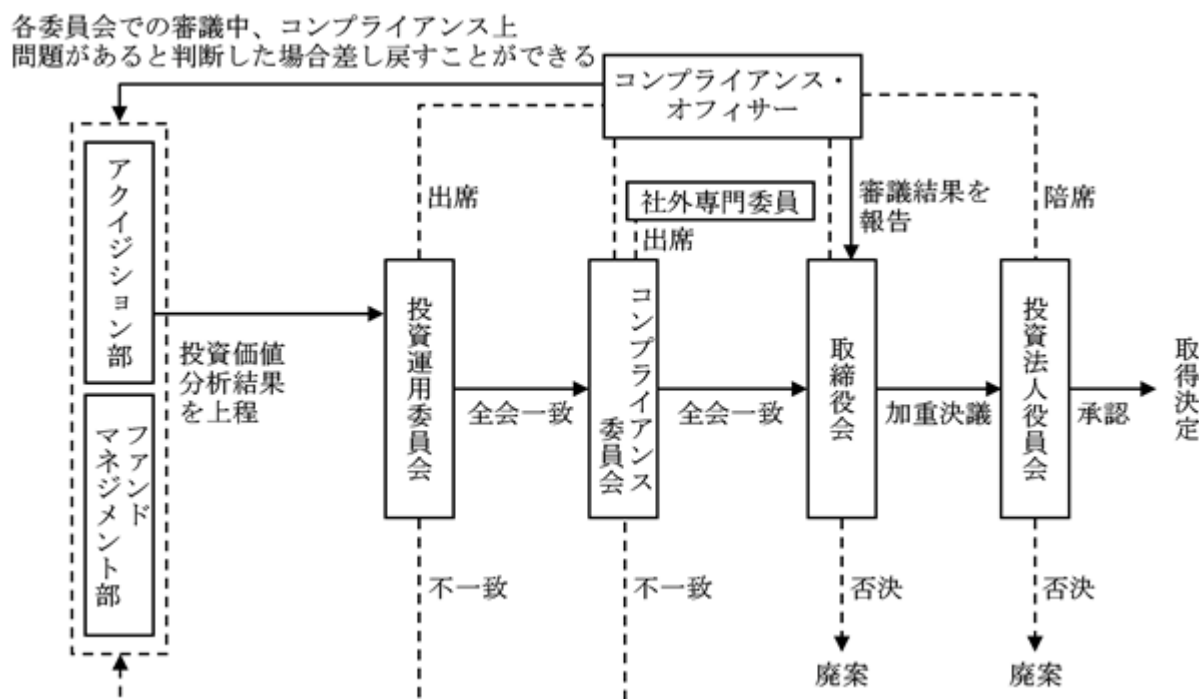 各委員会での審議中、コンプライアンス上
問題があると判断した場合差し戻すことができる
コンプライアンス・
オフィサー
アクイジション部
ファンド
マネジメント部
投資価値
分析結果
を上程
出席
投資運用委員会
全会一致
不一致
社外専門委員
出席
コンプライアンス
委員会
全会一致
不一致
審議結果を
報告
取締役会
加重決議
否決
廃案
陪席
投資法人役員会
承認
否決
廃案
取得決定